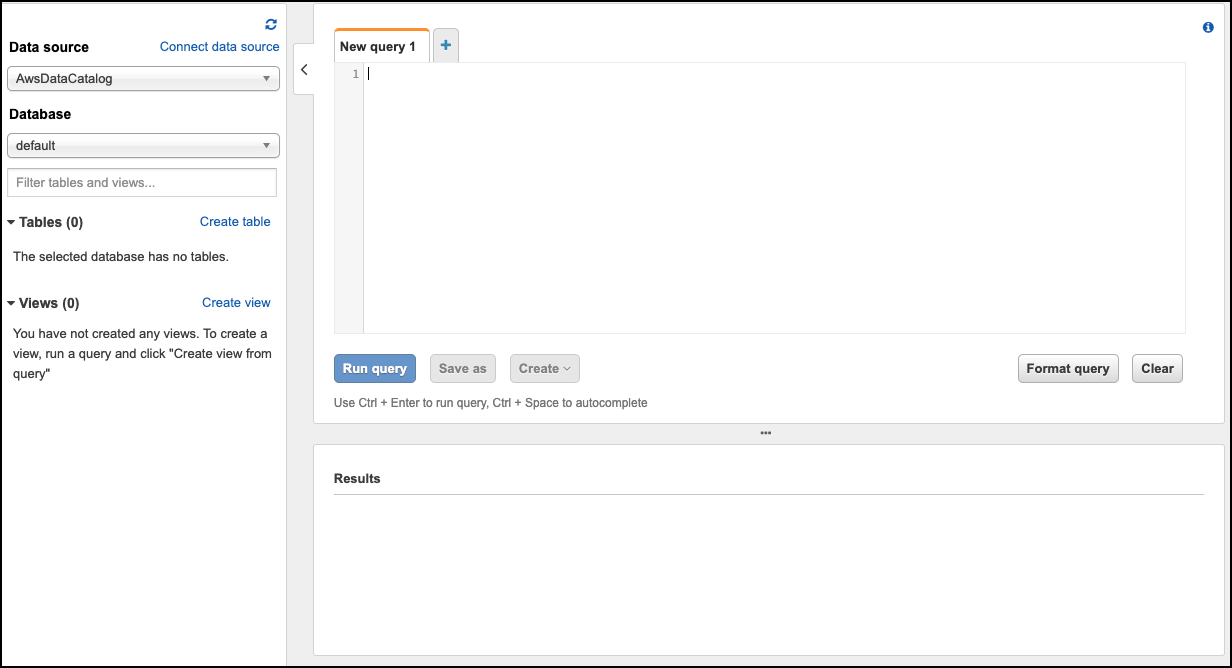 Data source
Connect data source
AwsDataCatalog
Database
default
Filter tables and views...
Tables (0)
Create table
The selected database has no tables.
Views (0)
Create view
You have not created any views. To create a
view, run a query and click "Create view from
query"
New query 1
+
1
Run query
Save as
Create
Format query
Clear
Use Ctrl + Enter to run query, Ctrl + Space to autocomplete
Results